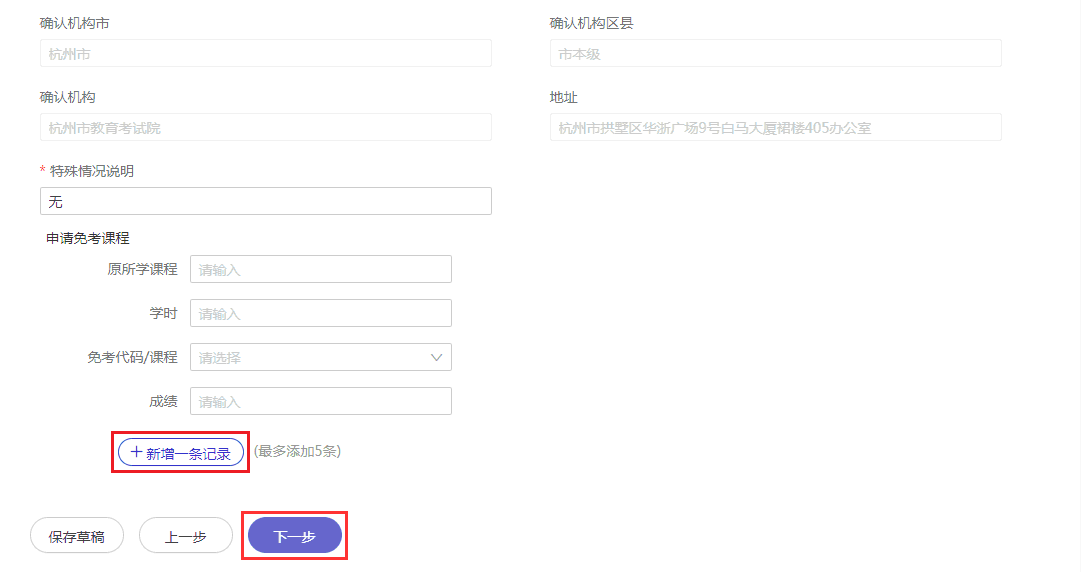 确认机构市
确认机构区县
杭州市
市本级
确认机构
地址
杭州市教育考试院
杭州市拱墅区华浙广场9号白马大厦裙楼405办公室
* 特殊情况说明
无
申请免考课程
原所学课程 请输入
学时 请输入
免考代码/课程 请选择
成绩 请输入
+ 新增一条记录 (最多添加5条)
保存草稿 上一步 下一步